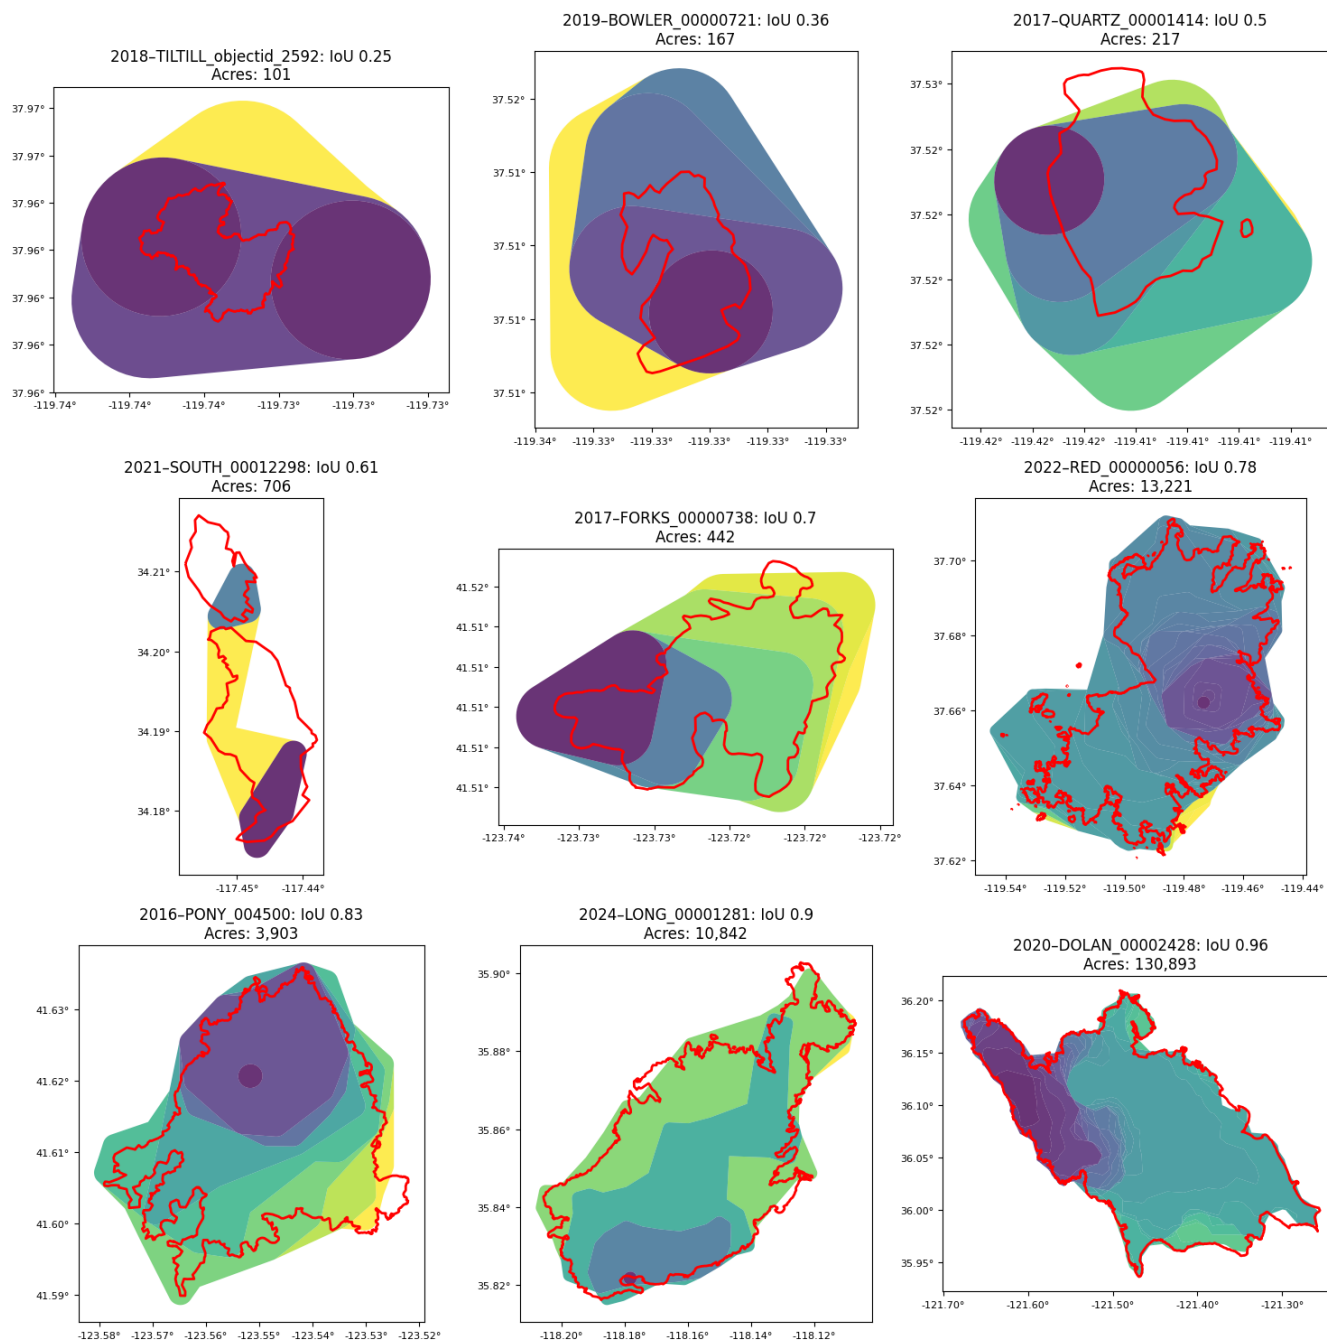 2018–TILTILL_objectid_2592: IoU 0.25
Acres: 101
37.97°
37.97°
37.96°
37.96°
37.96°
37.96°
37.96°
-119.74° -119.74° -119.74° -119.73° -119.73° -119.73°
2019–BOWLER_00000721: IoU 0.36
Acres: 167
37.52°
37.51°
37.51°
37.51°
37.51°
-119.34° -119.33° -119.33° -119.33° -119.33° -119.33°
2017–QUARTZ_00001414: IoU 0.5
Acres: 217
37.53°
37.52°
37.52°
37.52°
37.52°
37.52°
-119.42° -119.42° -119.42° -119.41° -119.41° -119.41° -119.41°
2021–SOUTH_00012298: IoU 0.61
Acres: 706
34.21°
34.20°
34.19°
34.18°
-117.45° -117.44°
2017–FORKS_00000738: IoU 0.7
Acres: 442
41.52°
41.51°
41.51°
41.51°
41.51°
41.51°
-123.74° -123.73° -123.73° -123.72° -123.72° -123.72°
2022–RED_00000056: IoU 0.78
Acres: 13,221
37.70°
37.68°
37.66°
37.64°
37.62°
-119.54° -119.52° -119.50° -119.48° -119.46° -119.44°
2016–PONY_004500: IoU 0.83
Acres: 3,903
41.63°
41.62°
41.61°
41.60°
41.59°
-123.58° -123.57° -123.56° -123.55° -123.54° -123.53° -123.52°
2024–LONG_00001281: IoU 0.9
Acres: 10,842
35.90°
35.88°
35.86°
35.84°
35.82°
-118.20° -118.18° -118.16° -118.14° -118.12°
2020–DOLAN_00002428: IoU 0.96
Acres: 130,893
36.20°
36.15°
36.10°
36.05°
36.00°
35.95°
-121.70° -121.60° -121.50° -121.40° -121.30°